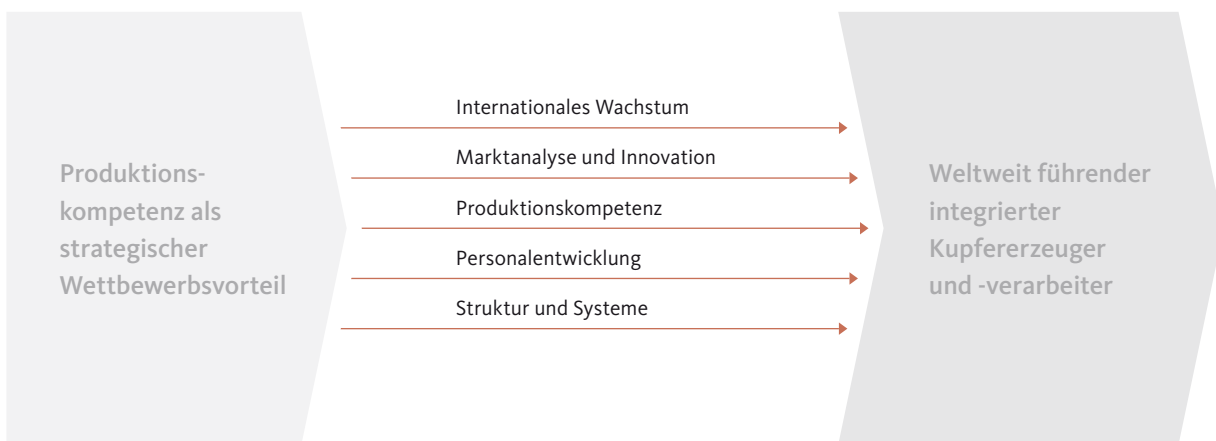 Produktions-
kompetenz als
strategischer
Wettbewerbsvorteil
Internationales Wachstum
Marktanalyse und Innovation
Produktionskompetenz
Personalentwicklung
Struktur und Systeme
Weltweit führender
integrierter
Kupfererzeuger
und -verarbeiter